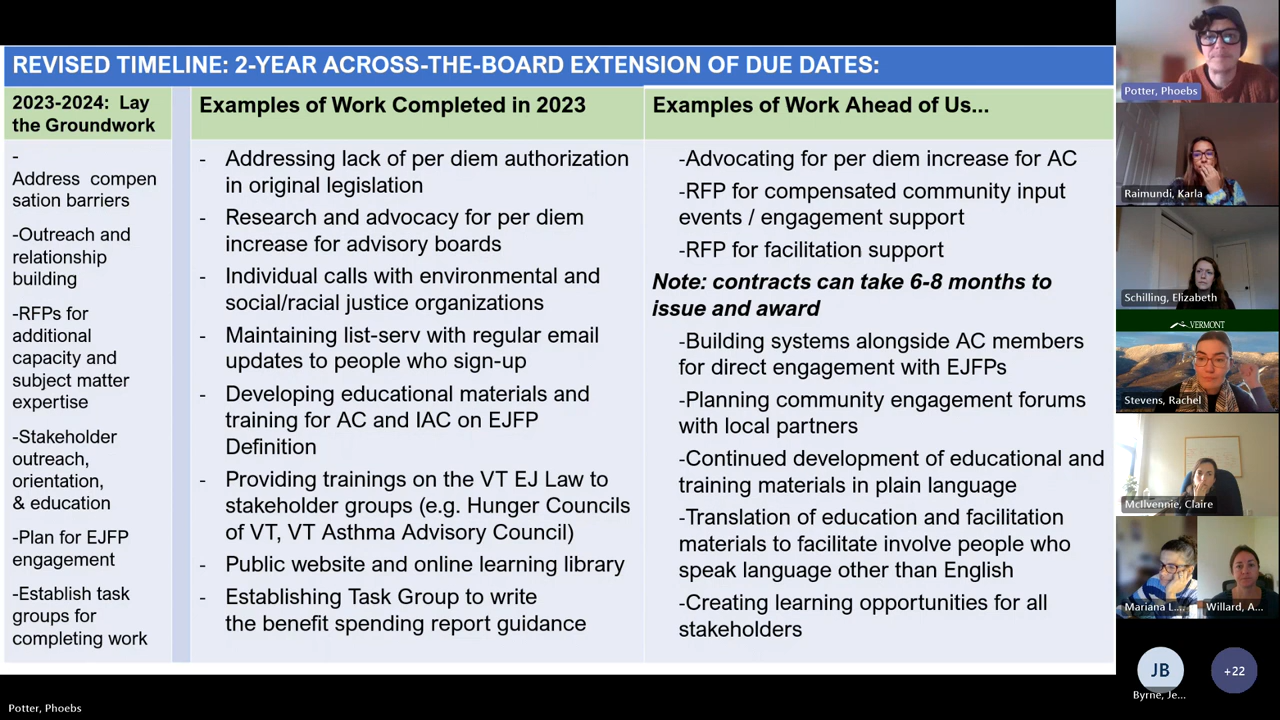 REVISED TIMELINE: 2-YEAR ACROSS-THE-BOARD EXTENSION OF DUE DATES:
2023-2024: Lay
the Groundwork
-
Address compen
sation barriers
-Outreach and
relationship
building
-RFPs for
additional
capacity and
subject matter
expertise
-Stakeholder
outreach,
orientation,
& education
-Plan for EJFP
engagement
-Establish task
groups for
completing work
Examples of Work Completed in 2023
- Addressing lack of per diem authorization
in original legislation
- Research and advocacy for per diem
increase for advisory boards
- Individual calls with environmental and
social/racial justice organizations
- Maintaining list-serv with regular email
updates to people who sign-up
- Developing educational materials and
training for AC and IAC on EJFP
Definition
- Providing trainings on the VT EJ Law to
stakeholder groups (e.g. Hunger Councils
of VT, VT Asthma Advisory Council)
- Public website and online learning library
- Establishing Task Group to write
the benefit spending report guidance
Examples of Work Ahead of Us...
-Advocating for per diem increase for AC
-RFP for compensated community input
events / engagement support
-RFP for facilitation support
Note: contracts can take 6-8 months to
issue and award
-Building systems alongside AC members
for direct engagement with EJFPs
-Planning community engagement forums
with local partners
-Continued development of educational and
training materials in plain language
-Translation of education and facilitation
materials to facilitate involve people who
speak language other than English
-Creating learning opportunities for all
stakeholders
Potter, Phoebs
Raimundi, Karla
Schilling, Elizabeth
VERMONT
Stevens, Rachel
McIlvennie, Claire
Mariana L...
Willard, A...
JB
+22
Byrne, Je...
Potter, Phoebs